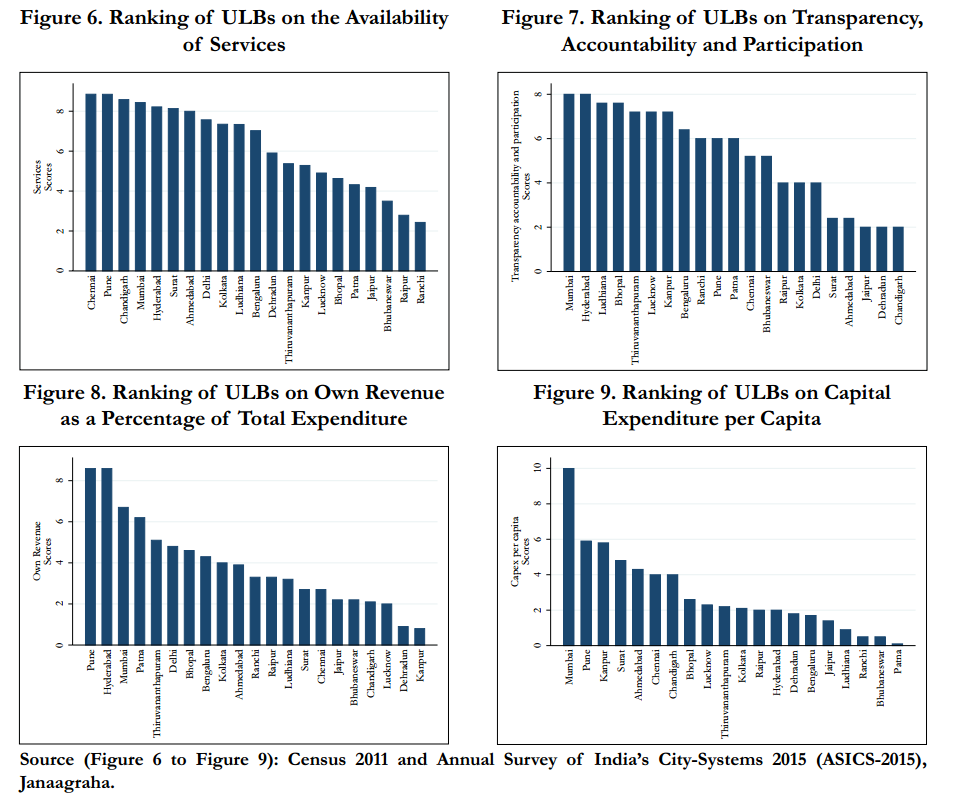 Figure 6. Ranking of ULBs on the Availability
of Services
Services
Scores
0
2
4
6
8
Chennai
Pune
Chandigarh
Mumbai
Hyderabad
Surat
Ahmedabad
Delhi
Kolkata
Ludhiana
Bengaluru
Dehradun
Thiruvananthapuram
Kanpur
Lucknow
Bhopal
Patna
Jaipur
Bhubaneswar
Raipur
Ranchi
Figure 7. Ranking of ULBs on Transparency,
Accountability and Participation
Transparency accountability and participation
Scores
0
2
4
6
8
Mumbai
Hyderabad
Ludhiana
Bhopal
Thiruvananthapuram
Lucknow
Kanpur
Bengaluru
Ranchi
Pune
Patna
Chennai
Bhubaneswar
Raipur
Kolkata
Delhi
Surat
Ahmedabad
Jaipur
Dehradun
Chandigarh
Figure 8. Ranking of ULBs on Own Revenue
as a Percentage of Total Expenditure
Own Revenue
Scores
0
2
4
6
8
Pune
Hyderabad
Mumbai
Patna
Thiruvananthapuram
Delhi
Bhopal
Bengaluru
Kolkata
Ahmedabad
Ranchi
Raipur
Ludhiana
Surat
Chennai
Jaipur
Bhubaneswar
Chandigarh
Lucknow
Dehradun
Kanpur
Figure 9. Ranking of ULBs on Capital
Expenditure per Capita
Capex per capita
Scores
0
2
4
6
8
10
Mumbai
Pune
Kanpur
Surat
Ahmedabad
Chennai
Chandigarh
Bhopal
Lucknow
Thiruvananthapuram
Kolkata
Raipur
Hyderabad
Dehradun
Bengaluru
Jaipur
Ludhiana
Ranchi
Bhubaneswar
Patna
Source (Figure 6 to Figure 9): Census 2011 and Annual Survey of India's City-Systems 2015 (ASICS-2015),
Janaagraha.